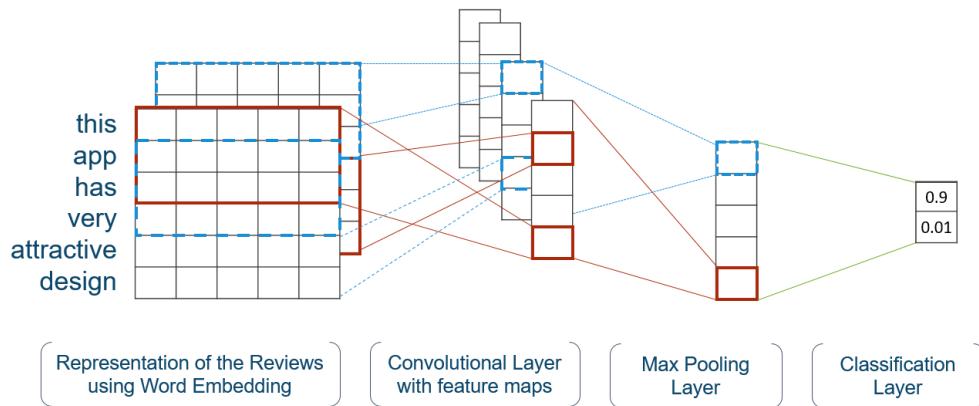 this
app
has
very
attractive
design
0.9
0.01
Representation of the Reviews
using Word Embedding
Convolutional Layer
with feature maps
Max Pooling
Layer
Classification
Layer